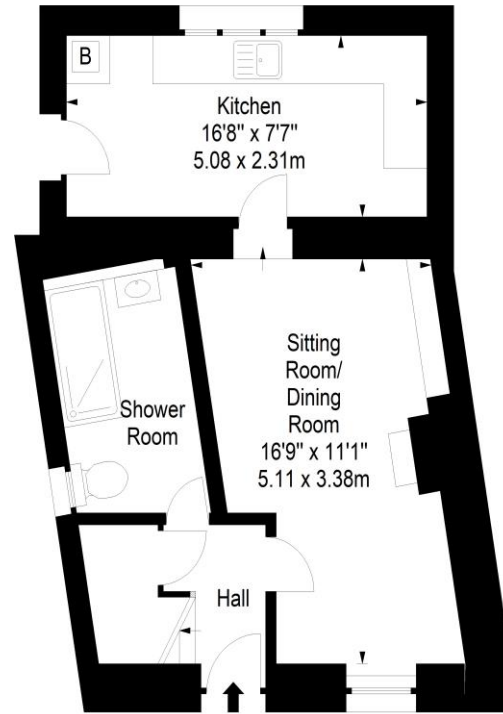 B
Kitchen
16'8" x 7'7"
5.08 x 2.31m
Sitting
Room/
Dining
Room
16'9" x 11'1"
5.11 x 3.38m
Shower
Room
Hall